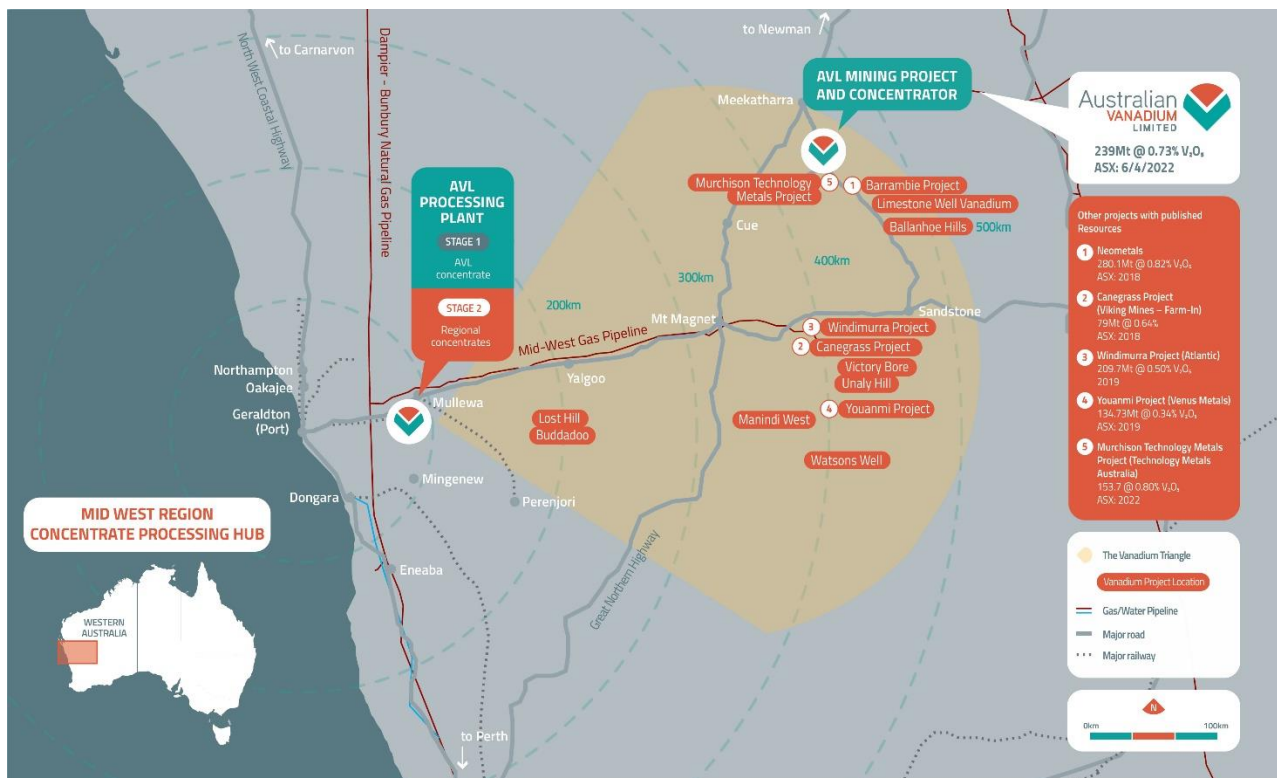 to Carnarvon
North West Coastal Highway
Dampier - Bunbury Natural Gas Pipeline
to Newman
Meekatharra
AVL MINING PROJECT
AND CONCENTRATOR
Australian
VANADIUM
LIMITED
239Mt @ 0.73% V₂O₅
ASX: 6/4/2022
AVL
PROCESSING
PLANT
STAGE 1
AVL
concentrate
STAGE 2
Regional
concentrates
Murchison Technology
Metals Project
5
1
Barrambie Project
Limestone Well Vanadium
Ballanhoe Hills
500km
Cue
400km
300km
200km
Sandstone
Mt Magnet
Mid-West Gas Pipeline
3
Windimurra Project
2
Canegrass Project
Victory Bore
Unaly Hill
Yalgoo
Northampton
Oakajee
Geraldton
(Port)
Mullewa
Lost Hill
Buddadoo
Manindi West
4
Youanmi Project
Watsons Well
Mingenew
Perenjori
Dongara
Eneaba
Great Northern Highway
to Perth
MID WEST REGION
CONCENTRATE PROCESSING HUB
WESTERN
AUSTRALIA
Other projects with published
Resources
1
Neometals
280.1Mt @ 0.82% V₂O₅
ASX: 2018
2
Canegrass Project
(Viking Mines – Farm-In)
79Mt @ 0.64%
ASX: 2018
3
Windimurra Project (Atlantic)
209.7Mt @ 0.50% V₂O₅
2019
4
Youanmi Project (Venus Metals)
134.73Mt @ 0.34% V₂O₅
ASX: 2019
5
Murchison Technology Metals
Project (Technology Metals
Australia)
153.7 @ 0.80% V₂O₅
ASX: 2022
The Vanadium Triangle
Vanadium Project Location
Gas/Water Pipeline
Major road
Major railway
N
0km
100km